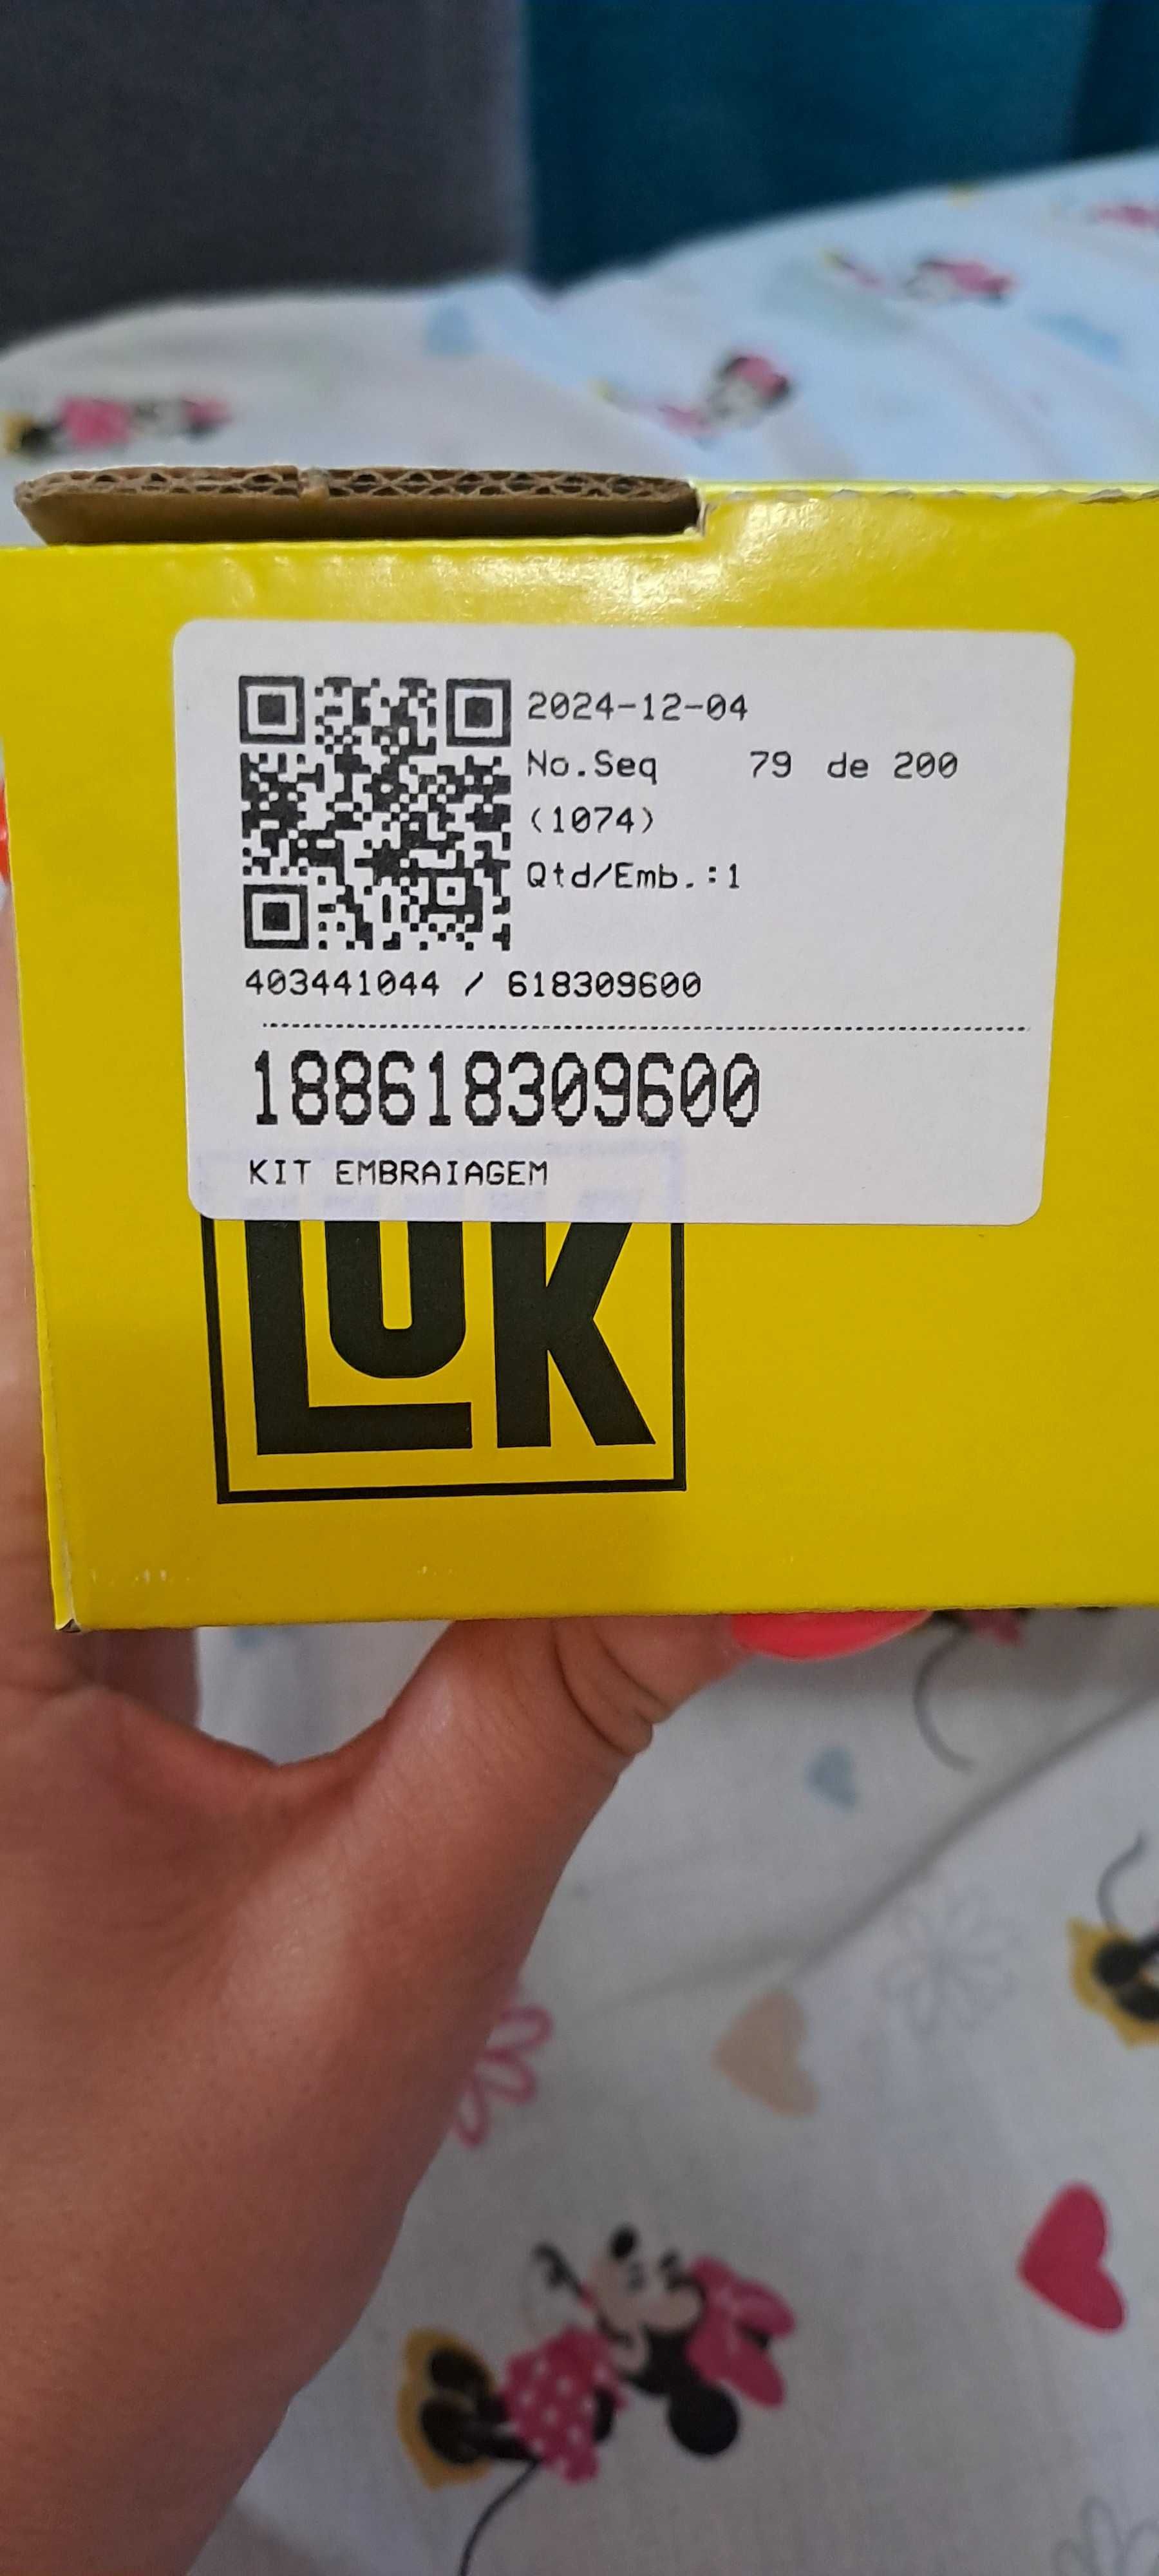 2024-12-04
No.Seq 79 de 200
(1074)
Qtd/Emb.:1
403441044 / 618309600
188618309600
KIT EMBRAIAGEM
LUK